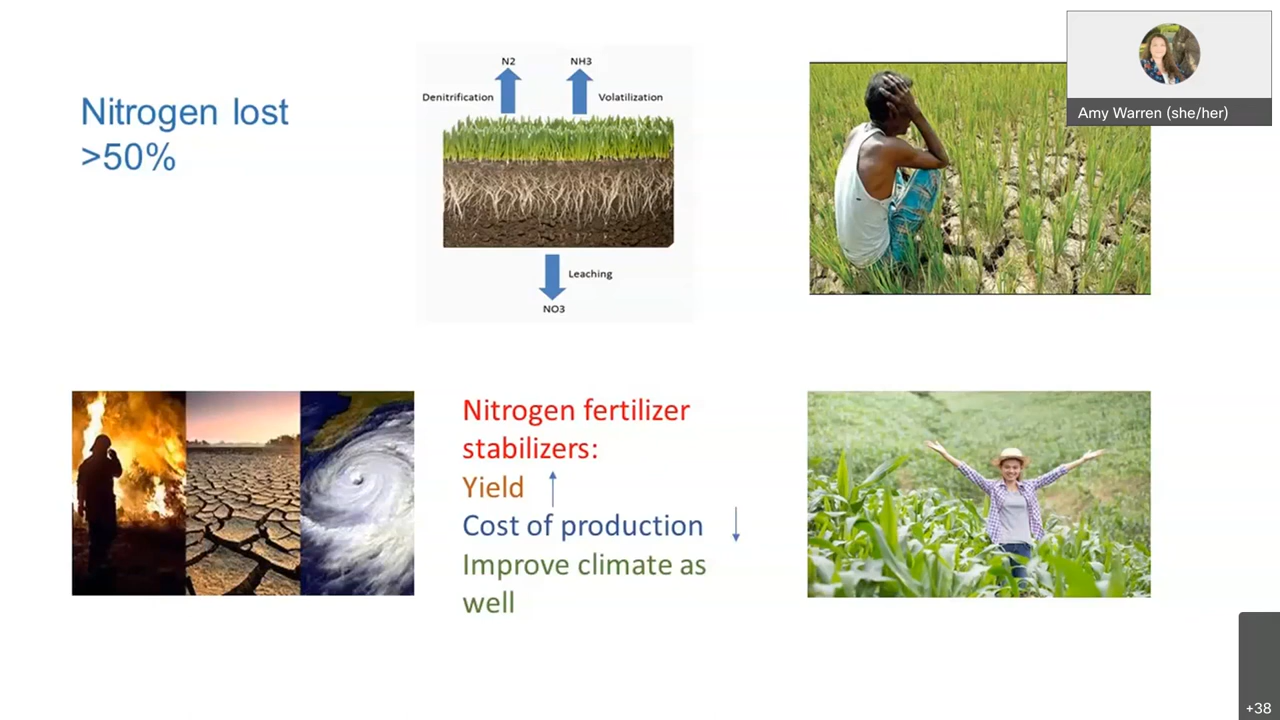 Nitrogen lost
>50%
N2
NH3
Denitrification
Volatilization
Leaching
NO3
Amy Warren (she/her)
Nitrogen fertilizer
stabilizers:
Yield
Cost of production
Improve climate as
well
+38